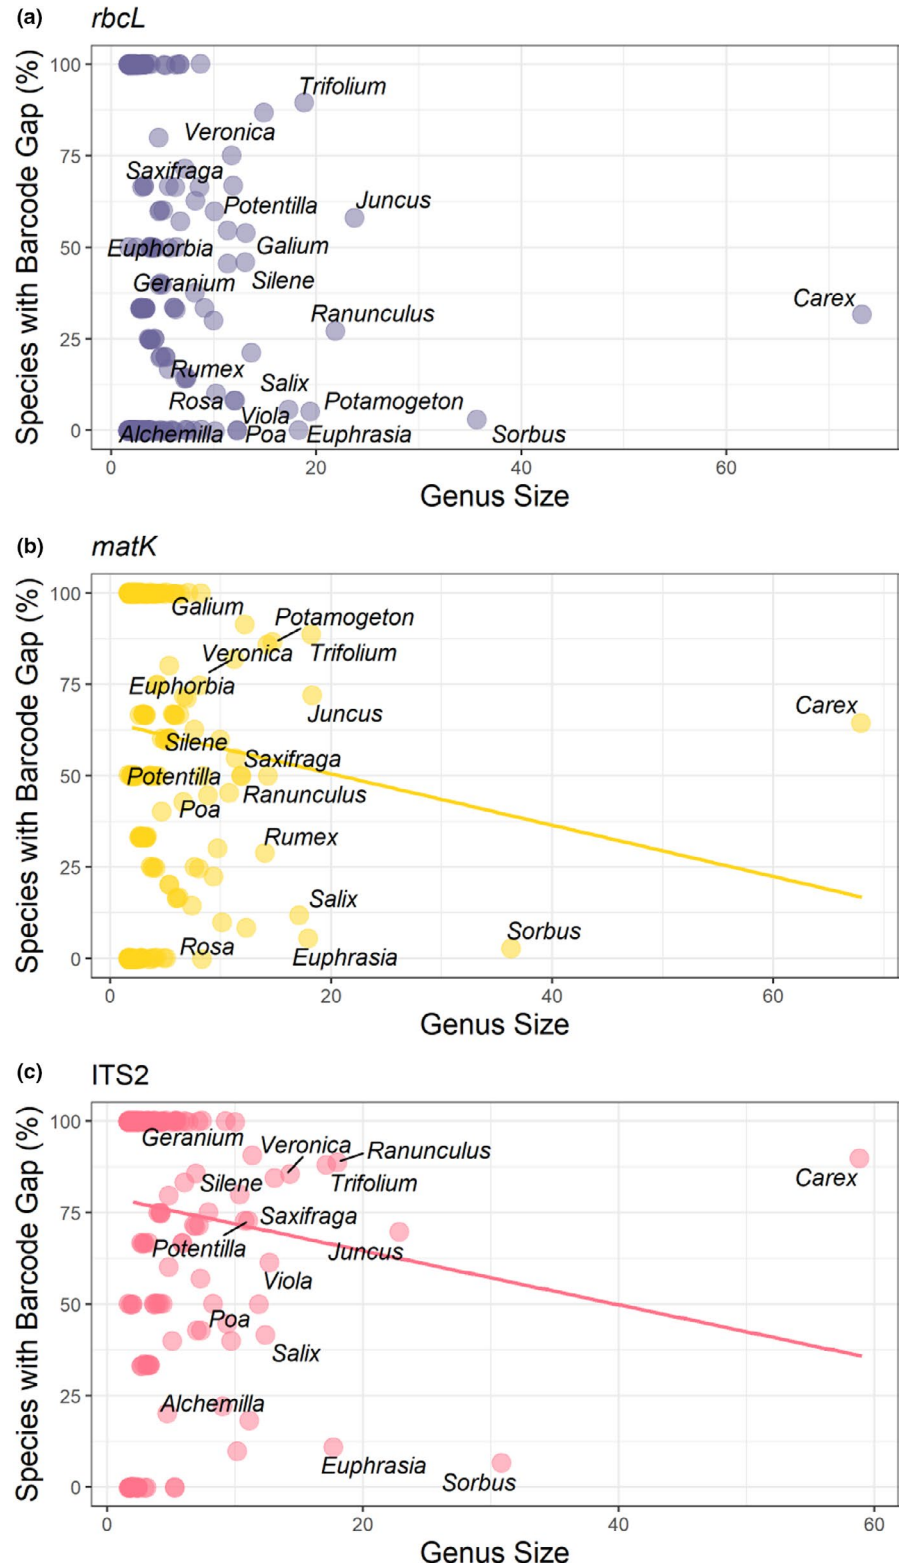 (a) rbcL
Species with Barcode Gap (%)
100
75
50
25
0
Trifolium
Veronica
Saxifraga
Potentilla
Juncus
Euphorbia
Galium
Geranium
Silene
Carex
Ranunculus
Rumex
Salix
Rosa
Viola
Potamogeton
Alchemilla
Poa
Euphrasia
Sorbus
0 20 40 60
Genus Size
(b) matK
Species with Barcode Gap (%)
100
75
50
25
0
Galium
Potamogeton
Veronica
Trifolium
Euphorbia
Juncus
Carex
Silene
Saxifraga
Potentilla
Ranunculus
Poa
Rumex
Salix
Rosa
Euphrasia
Sorbus
0 20 40 60
Genus Size
(c) ITS2
Species with Barcode Gap (%)
100
75
50
25
0
Geranium
Veronica
Ranunculus
Silene
Trifolium
Carex
Saxifraga
Potentilla
Juncus
Viola
Poa
Salix
Alchemilla
Euphrasia
Sorbus
0 20 40 60
Genus Size